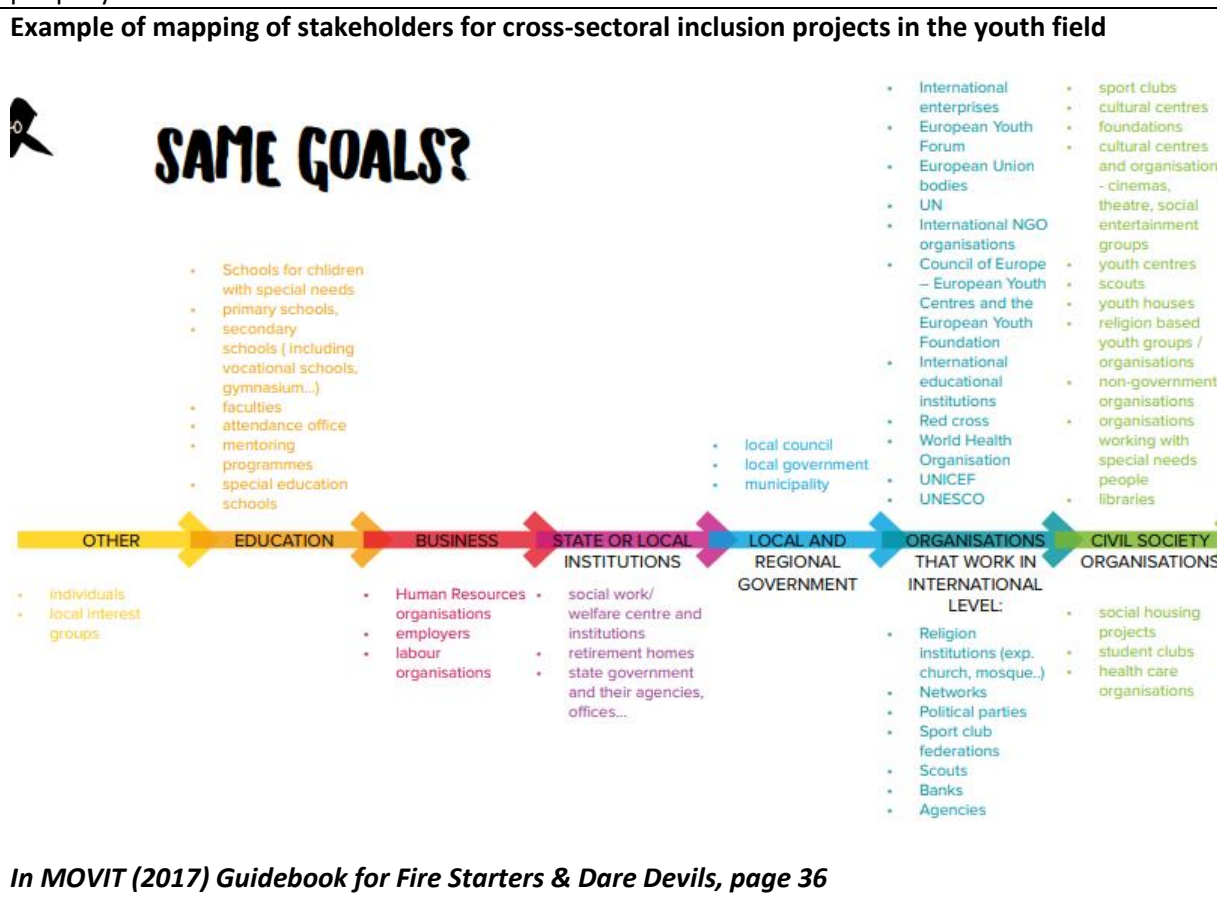 Example of mapping of stakeholders for cross-sectoral inclusion projects in the youth field
SAME GOALS?
OTHER
• individuals
• local interest
groups
• Schools for chlidren
with special needs
• primary schools,
• secondary
schools ( including
vocational schools,
gymnasium...)
• faculties
• attendance office
• mentoring
programmes
• special education
schools
EDUCATION
BUSINESS
• Human Resources
organisations
• employers
• labour
organisations
STATE OR LOCAL
INSTITUTIONS
• social work/
welfare centre and
institutions
• retirement homes
• state government
and their agencies,
offices...
• local council
• local government
• municipality
LOCAL AND
REGIONAL
GOVERNMENT
• International
enterprises
• European Youth
Forum
• European Union
bodies
• UN
• International NGO
organisations
• Council of Europe
– European Youth
Centres and the
European Youth
Foundation
• International
educational
institutions
• Red cross
• World Health
Organisation
• UNICEF
• UNESCO
ORGANISATIONS
THAT WORK IN
INTERNATIONAL
LEVEL:
• Religion
institutions (exp.
church, mosque..)
• Networks
• Political parties
• Sport club
federations
• Scouts
• Banks
• Agencies
• sport clubs
• cultural centres
• foundations
• cultural centres
and organisation
- cinemas,
theatre, social
entertainment
groups
• youth centres
• scouts
• youth houses
• religion based
youth groups /
organisations
• non-government
organisations
• organisations
working with
special needs
people
• libraries
CIVIL SOCIETY
ORGANISATIONS
• social housing
projects
• student clubs
• health care
organisations
In MOVIT (2017) Guidebook for Fire Starters & Dare Devils, page 36